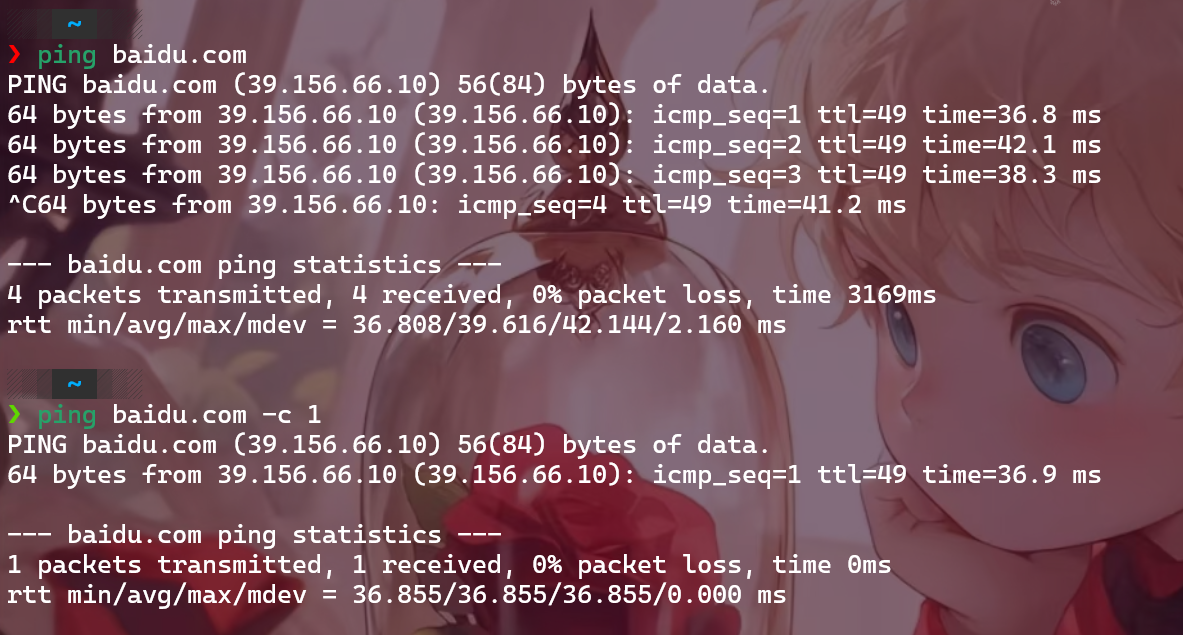 ~
❯ ping baidu.com
PING baidu.com (39.156.66.10) 56(84) bytes of data.
64 bytes from 39.156.66.10 (39.156.66.10): icmp_seq=1 ttl=49 time=36.8 ms
64 bytes from 39.156.66.10 (39.156.66.10): icmp_seq=2 ttl=49 time=42.1 ms
64 bytes from 39.156.66.10 (39.156.66.10): icmp_seq=3 ttl=49 time=38.3 ms
^C64 bytes from 39.156.66.10: icmp_seq=4 ttl=49 time=41.2 ms
--- baidu.com ping statistics ---
4 packets transmitted, 4 received, 0% packet loss, time 3169ms
rtt min/avg/max/mdev = 36.808/39.616/42.144/2.160 ms
~
❯ ping baidu.com -c 1
PING baidu.com (39.156.66.10) 56(84) bytes of data.
64 bytes from 39.156.66.10 (39.156.66.10): icmp_seq=1 ttl=49 time=36.9 ms
--- baidu.com ping statistics ---
1 packets transmitted, 1 received, 0% packet loss, time 0ms
rtt min/avg/max/mdev = 36.855/36.855/36.855/0.000 ms